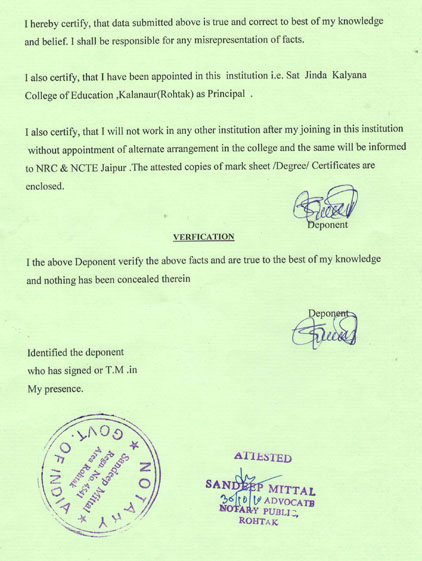 I hereby certify, that data submitted above is true and correct to best of my knowledge
and belief. I shall be responsible for any misrepresentation of facts.
I also certify, that I have been appointed in this institution i.e. Sat Jinda Kalyana
College of Education ,Kalanaur(Rohtak) as Principal .
I also certify, that I will not work in any other institution after my joining in this institution
without appointment of alternate arrangement in the college and the same will be informed
to NRC & NCTE Jaipur .The attested copies of mark sheet /Degree/ Certificates are
enclosed.
Deponent
VERFICATION
I the above Deponent verify the above facts and are true to the best of my knowledge
and nothing has been concealed therein
Deponent
Identified the deponent
who has signed or T.M .in
My presence.
NOTARY
GOVT. OF INDIA
Sandeep Mittal
Regn. No. 4541
Area Rohtak
ATTESTED
SANDEEP MITTAL
ADVOCATE
NOTARY PUBLIC,
ROHTAK